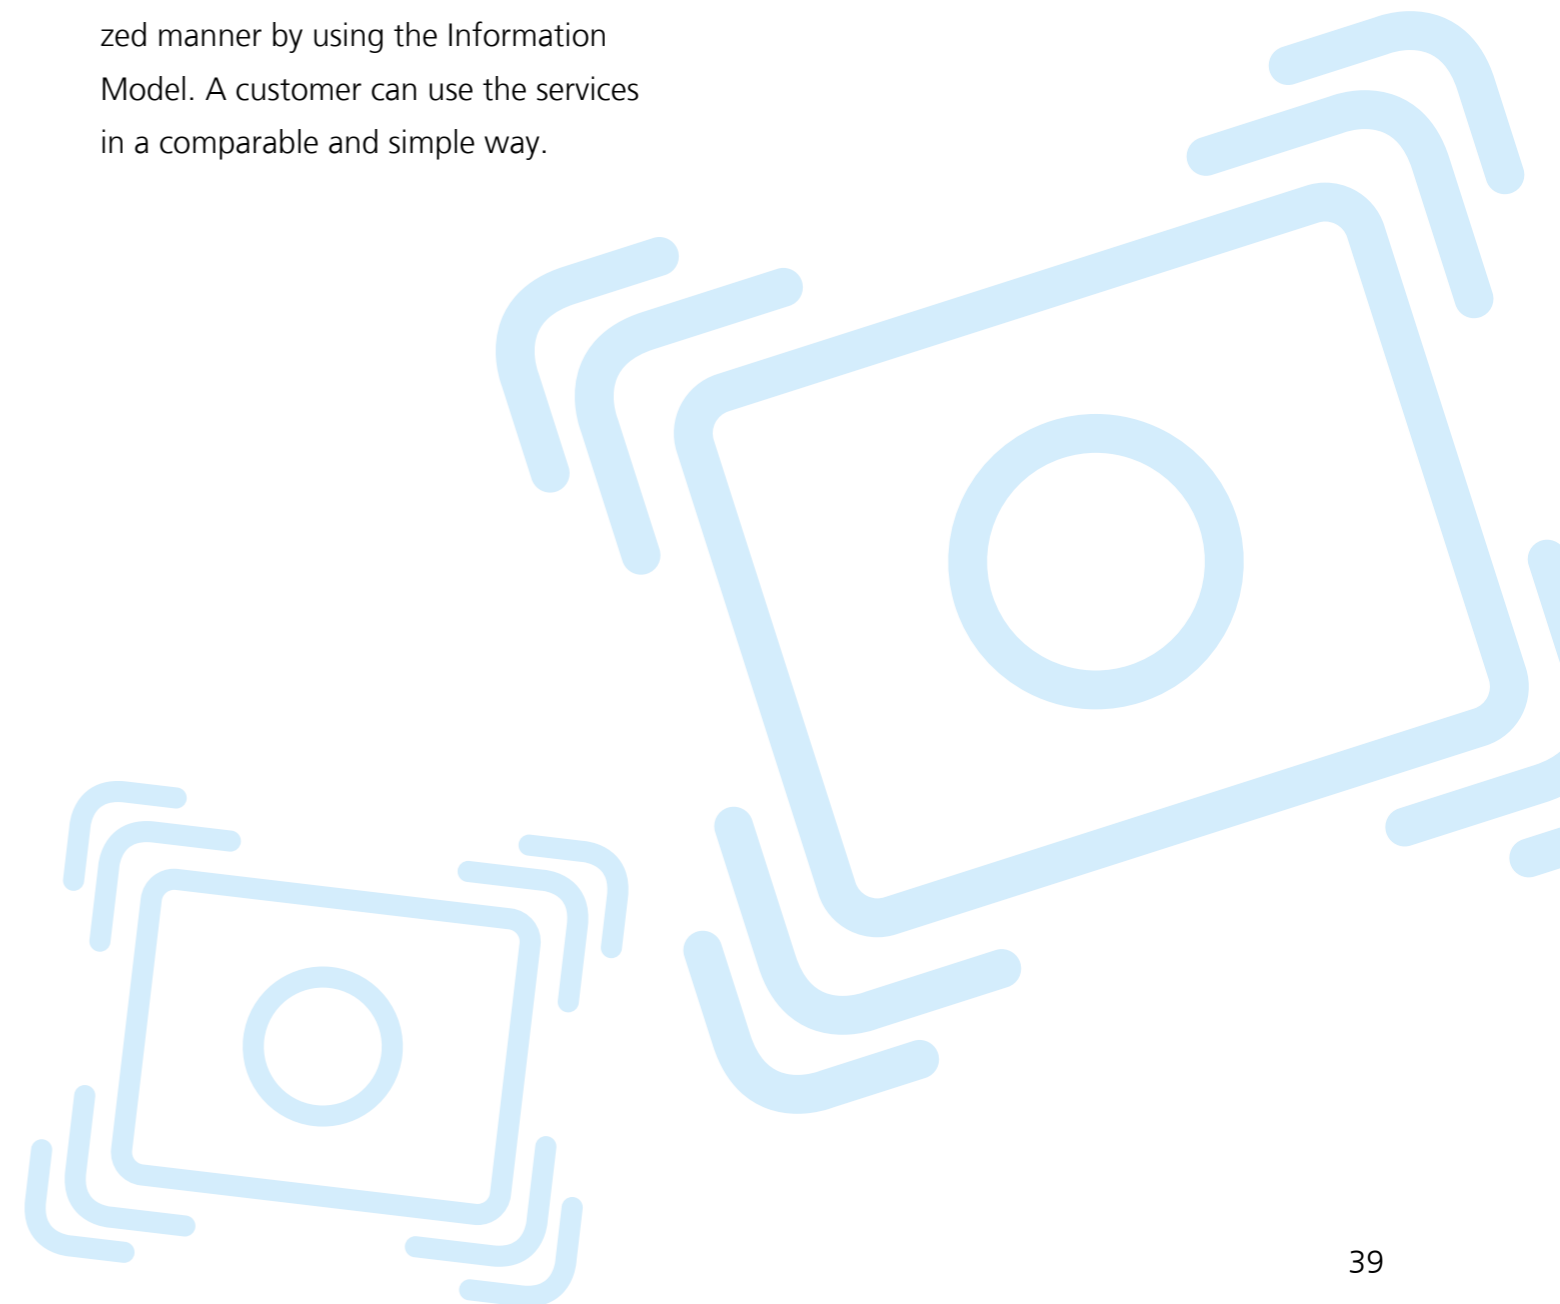 zed manner by using the Information
Model. A customer can use the services
in a comparable and simple way.
39